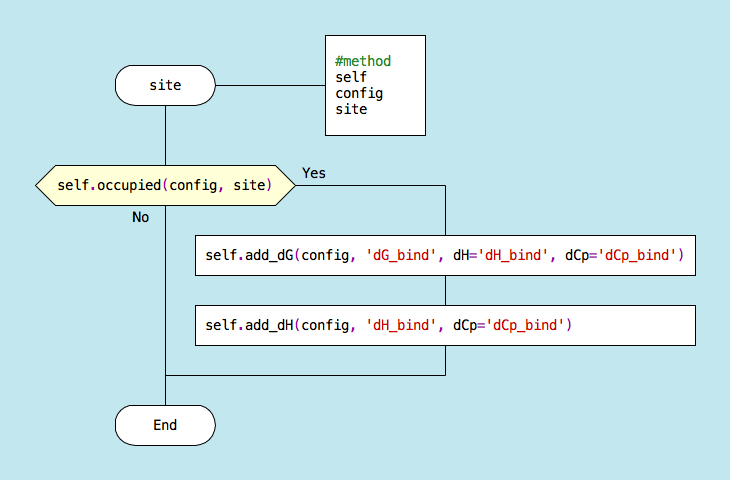 #method
self
config
site
site
self.occupied(config, site)
Yes
No
self.add_dG(config, 'dG_bind', dH='dH_bind', dCp='dCp_bind')
self.add_dH(config, 'dH_bind', dCp='dCp_bind')
End